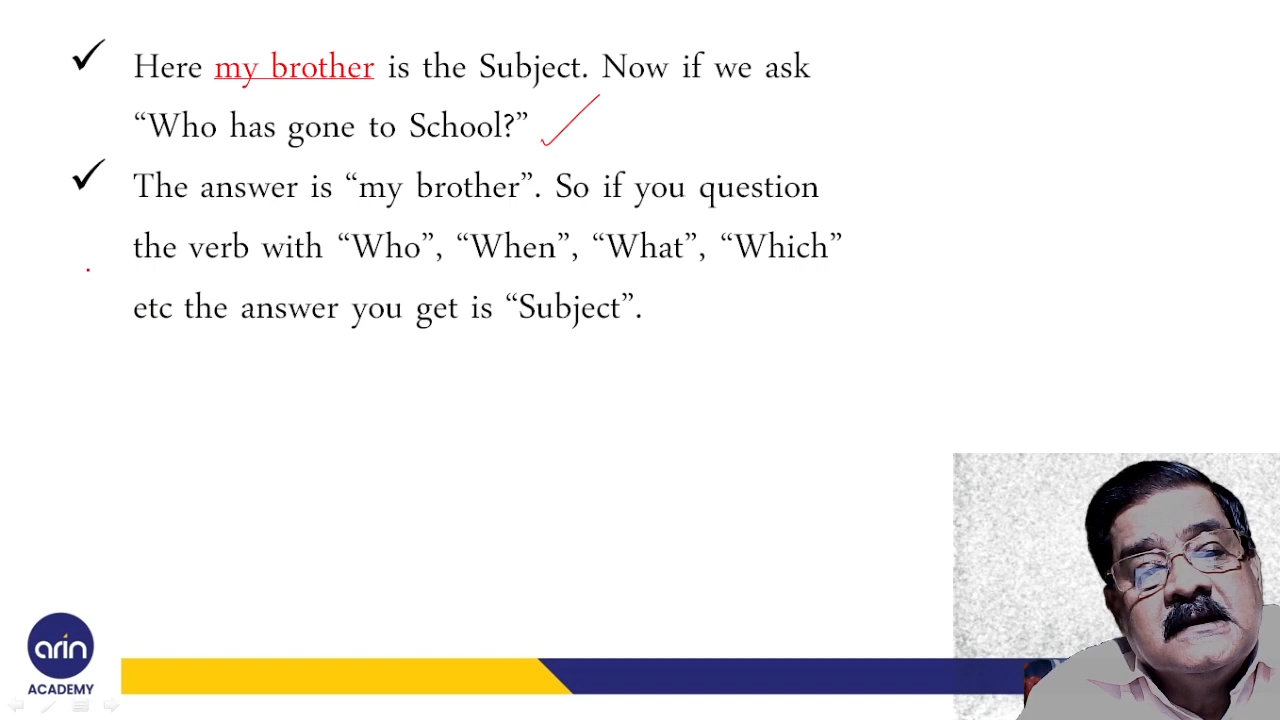 Here my brother is the Subject. Now if we ask
“Who has gone to School?”
The answer is “my brother”. So if you question
the verb with “Who”, “When”, “What”, “Which”
etc the answer you get is “Subject”.
arin
ACADEMY